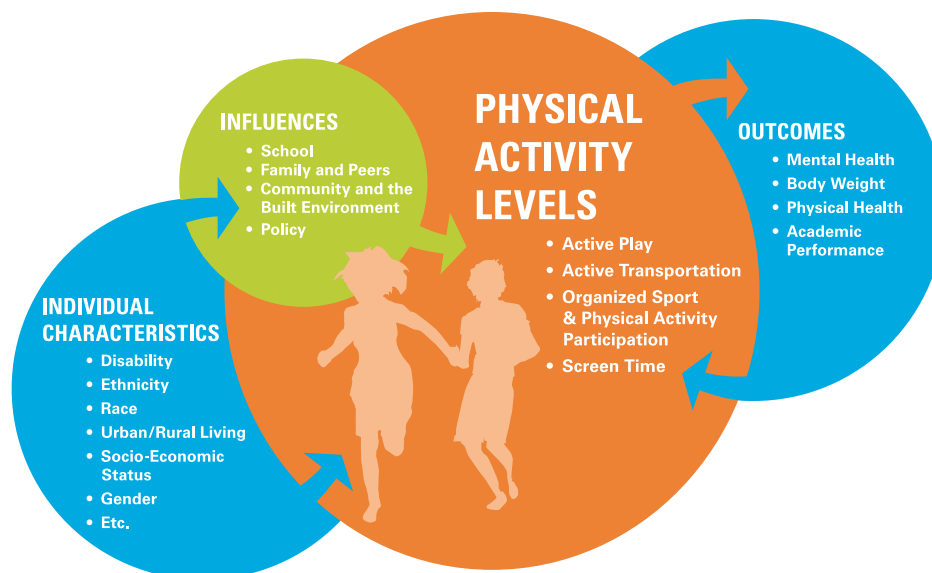 INFLUENCES
• School
• Family and Peers
• Community and the
Built Environment
• Policy
INDIVIDUAL
CHARACTERISTICS
• Disability
• Ethnicity
• Race
• Urban/Rural Living
• Socio-Economic
Status
• Gender
• Etc.
PHYSICAL
ACTIVITY
LEVELS
• Active Play
• Active Transportation
• Organized Sport
& Physical Activity
Participation
• Screen Time
OUTCOMES
• Mental Health
• Body Weight
• Physical Health
• Academic
Performance